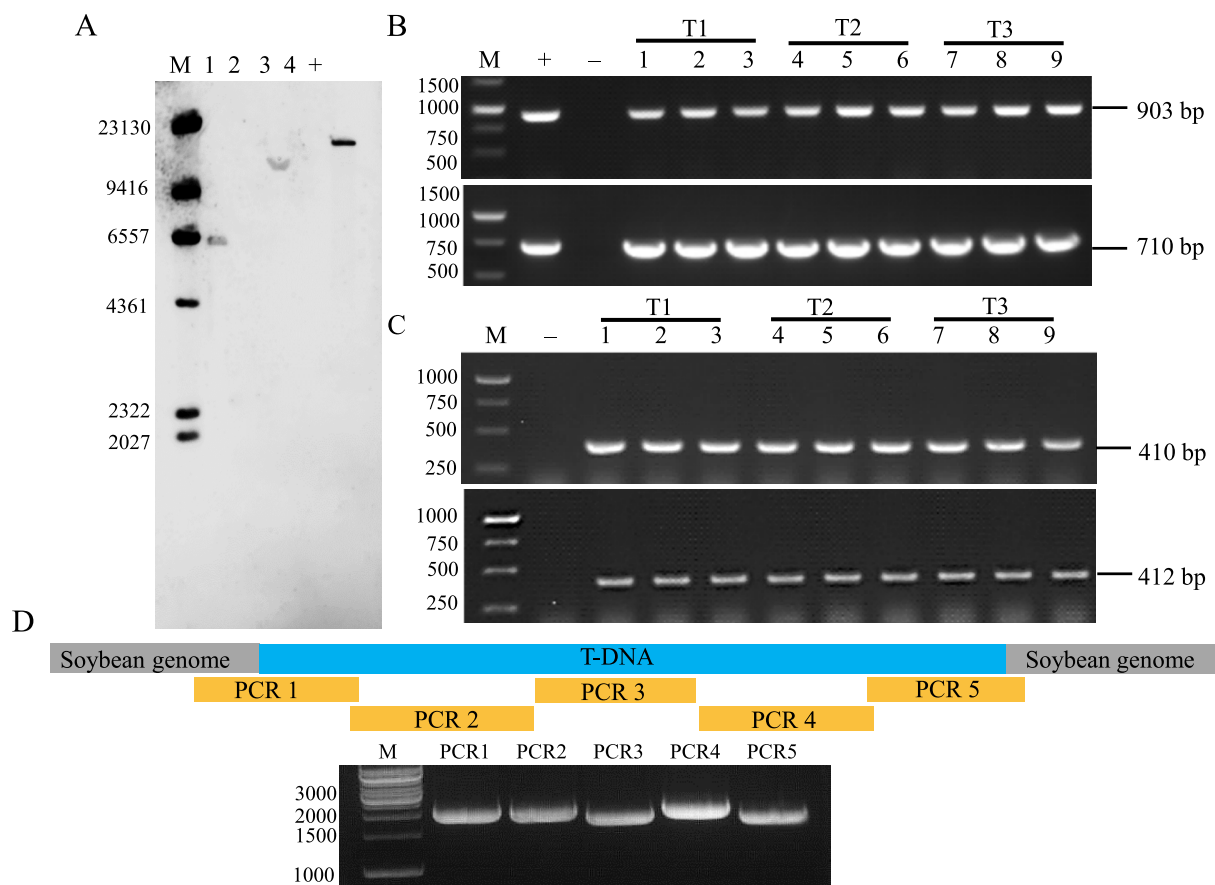 A
M 1 2 3 4 +
23130
9416
6557
4361
2322
2027
B
T1 T2 T3
M + – 1 2 3 4 5 6 7 8 9
1500
1000
750
500
903 bp
1500
1000
750
500
710 bp
C
T1 T2 T3
M – 1 2 3 4 5 6 7 8 9
1000
750
500
250
410 bp
1000
750
500
250
412 bp
D
Soybean genome T-DNA Soybean genome
PCR 1 PCR 3 PCR 5
PCR 2 PCR 4
M PCR1 PCR2 PCR3 PCR4 PCR5
3000
2000
1500
1000